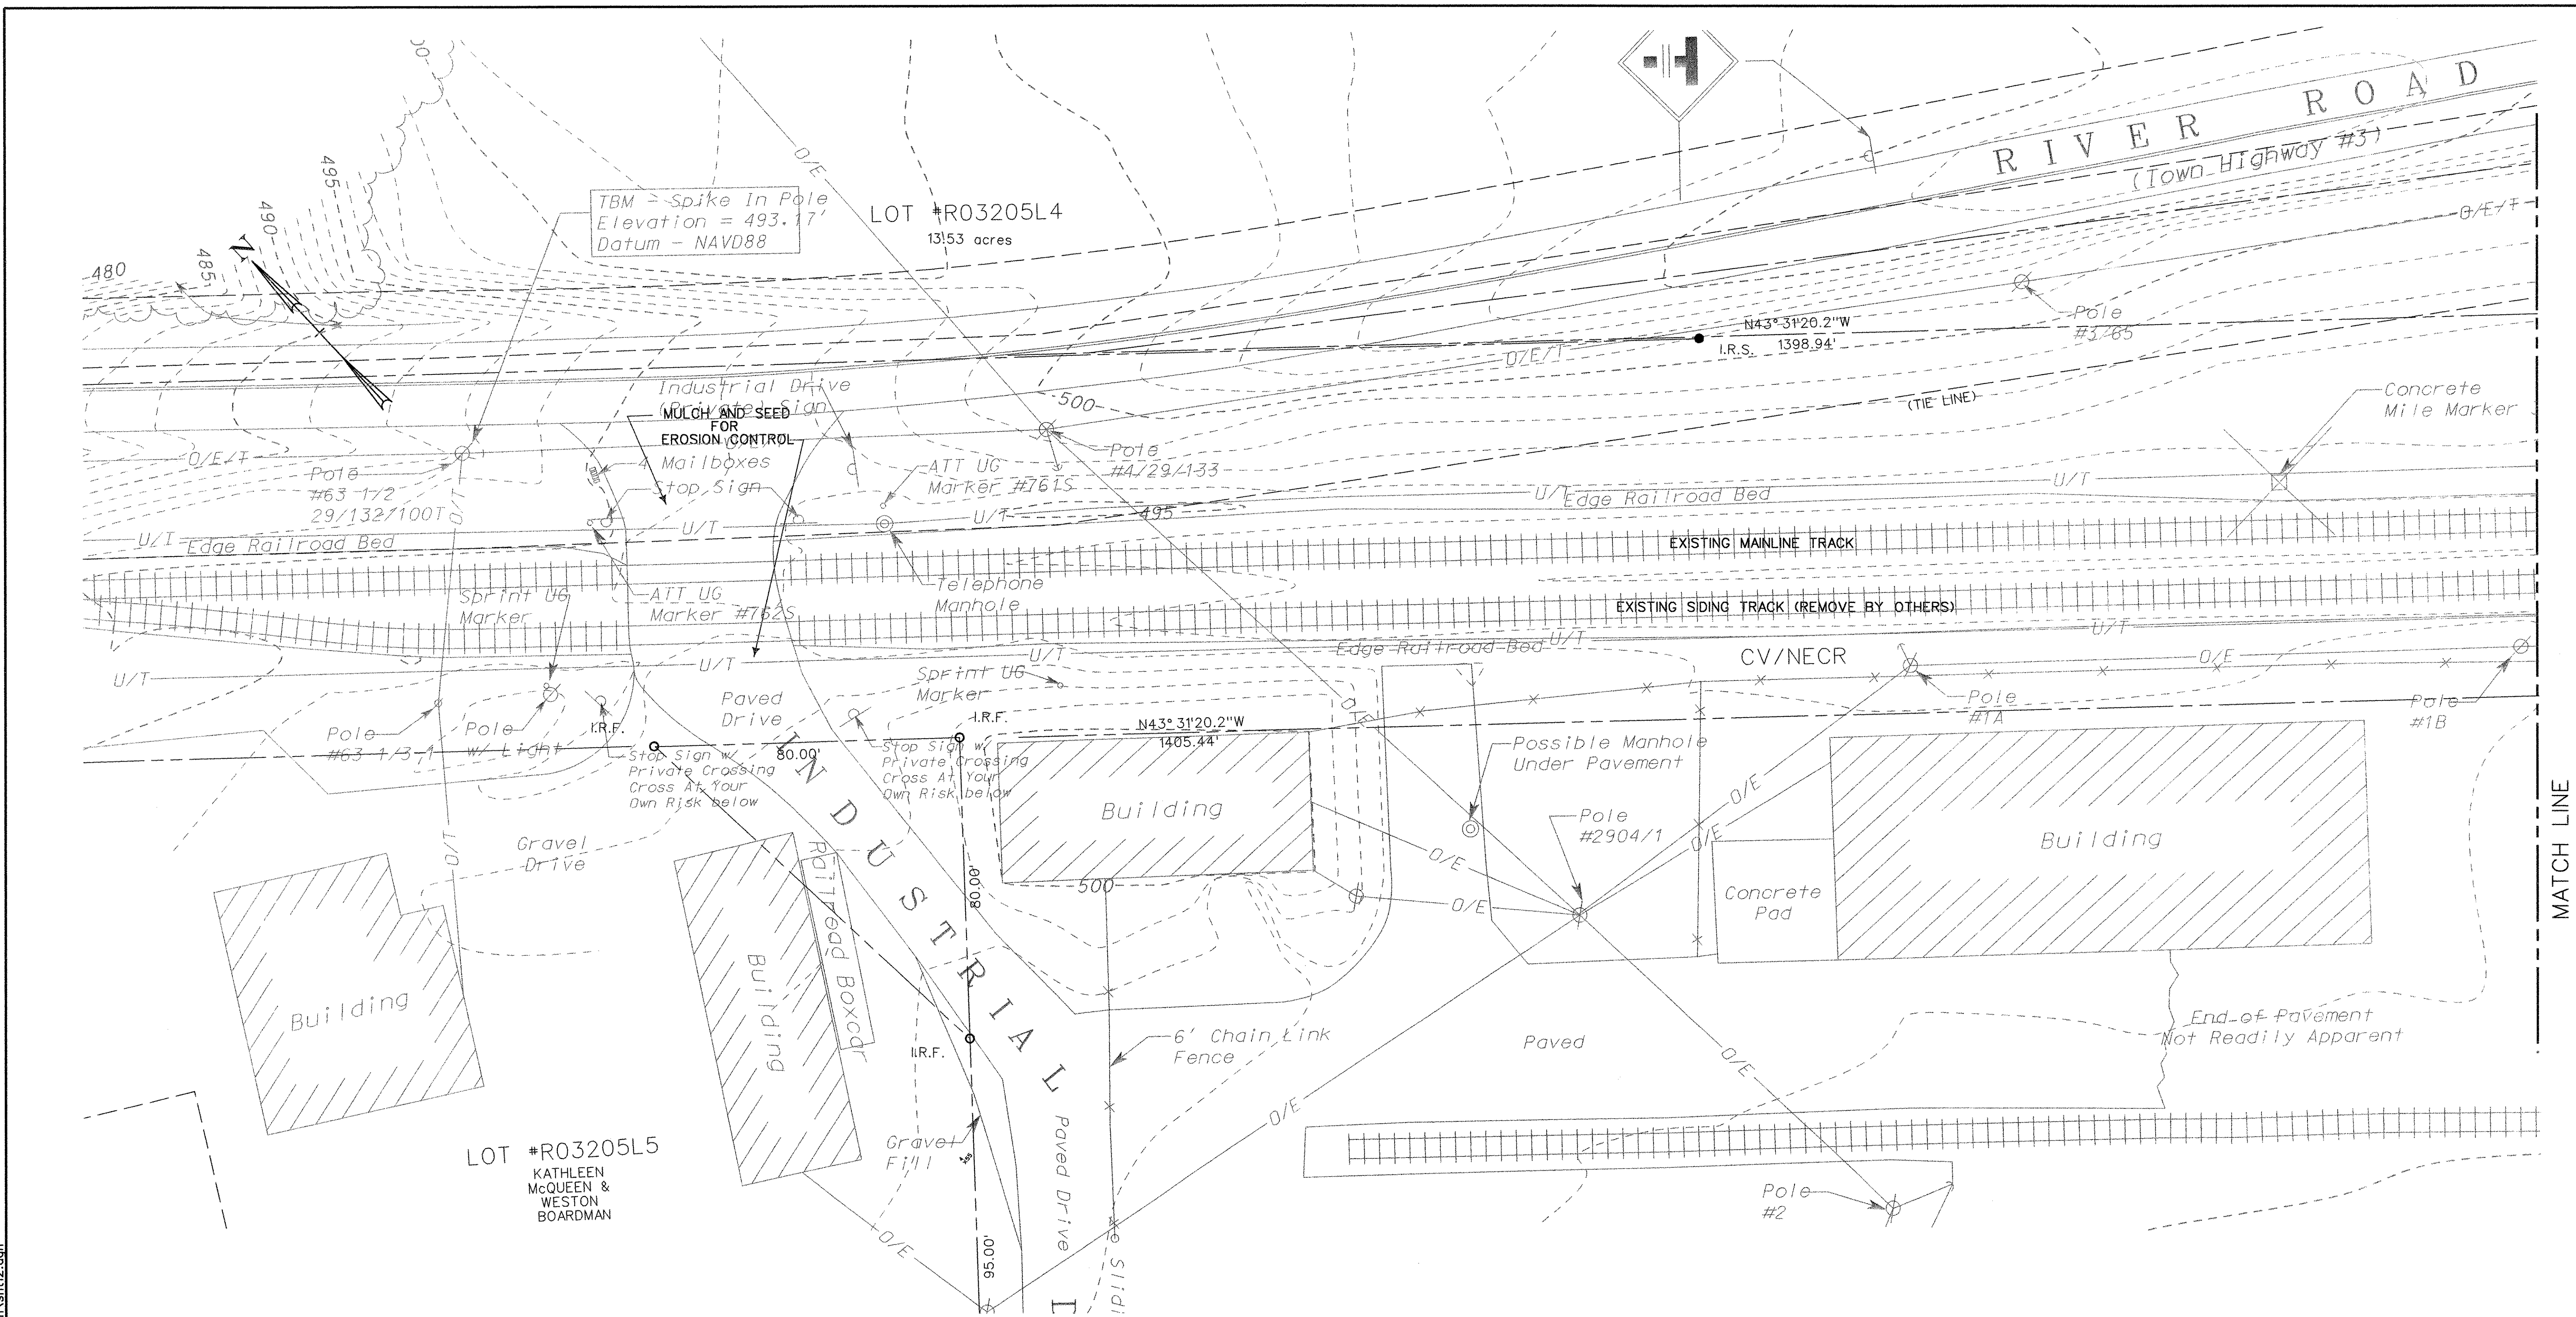 RIVER ROAD
(Town Highway #3)
O/E
495
490
485
480
TBM - Spike In Pole
Elevation = 493.17'
Datum - NAVD88
LOT #R03205L4
13.53 acres
N
O/E/T
N43° 31'20.2"W
1398.94'
I.R.S.
O/E/T
Pole
#3/65
Industrial Drive
(Private) Sign
MULCH AND SEED
FOR
EROSION CONTROL
500
(TIE LINE)
Concrete
Mile Marker
O/E/T
Pole
#63 1/2
29/132/100T
4 Mailboxes
Stop Sign
ATT UG
Marker #761S
Pole
#4/29/133
U/T
Edge Railroad Bed
U/T
U/T
495
U/T
Edge Railroad Bed
U/T
EXISTING MAINLINE TRACK
Sprint UG
Marker
ATT UG
Marker #762S
Telephone
Manhole
EXISTING SIDING TRACK (REMOVE BY OTHERS)
U/T
U/T
U/T
Edge Railroad Bed
U/T
U/T
CV/NECR
O/E
Sprint UG
Marker
Paved
Drive
I.R.F.
I.R.F.
N43° 31'20.2"W
1405.44'
80.00'
Pole
#63 1/3 1
Pole
w/ Light
Stop Sign w/
Private Crossing
Cross At Your
Own Risk below
Stop Sign w/
Private Crossing
Cross At Your
Own Risk below
Pole
#1A
Pole
#1B
Possible Manhole
Under Pavement
Building
O/E
Pole
#2904/1
O/E
Building
MATCH LINE
Gravel
Drive
Railroad Boxcar
80.00'
500
O/E
O/E
Concrete
Pad
INDUSTRIAL
Building
Building
I.R.F.
6' Chain Link
Fence
Paved
O/E
End of Pavement
Not Readily Apparent
O/E
LOT #R03205L5
KATHLEEN
McQUEEN &
WESTON
BOARDMAN
Gravel
Fill
Paved Drive
Pole
#2
O/E
95.00'